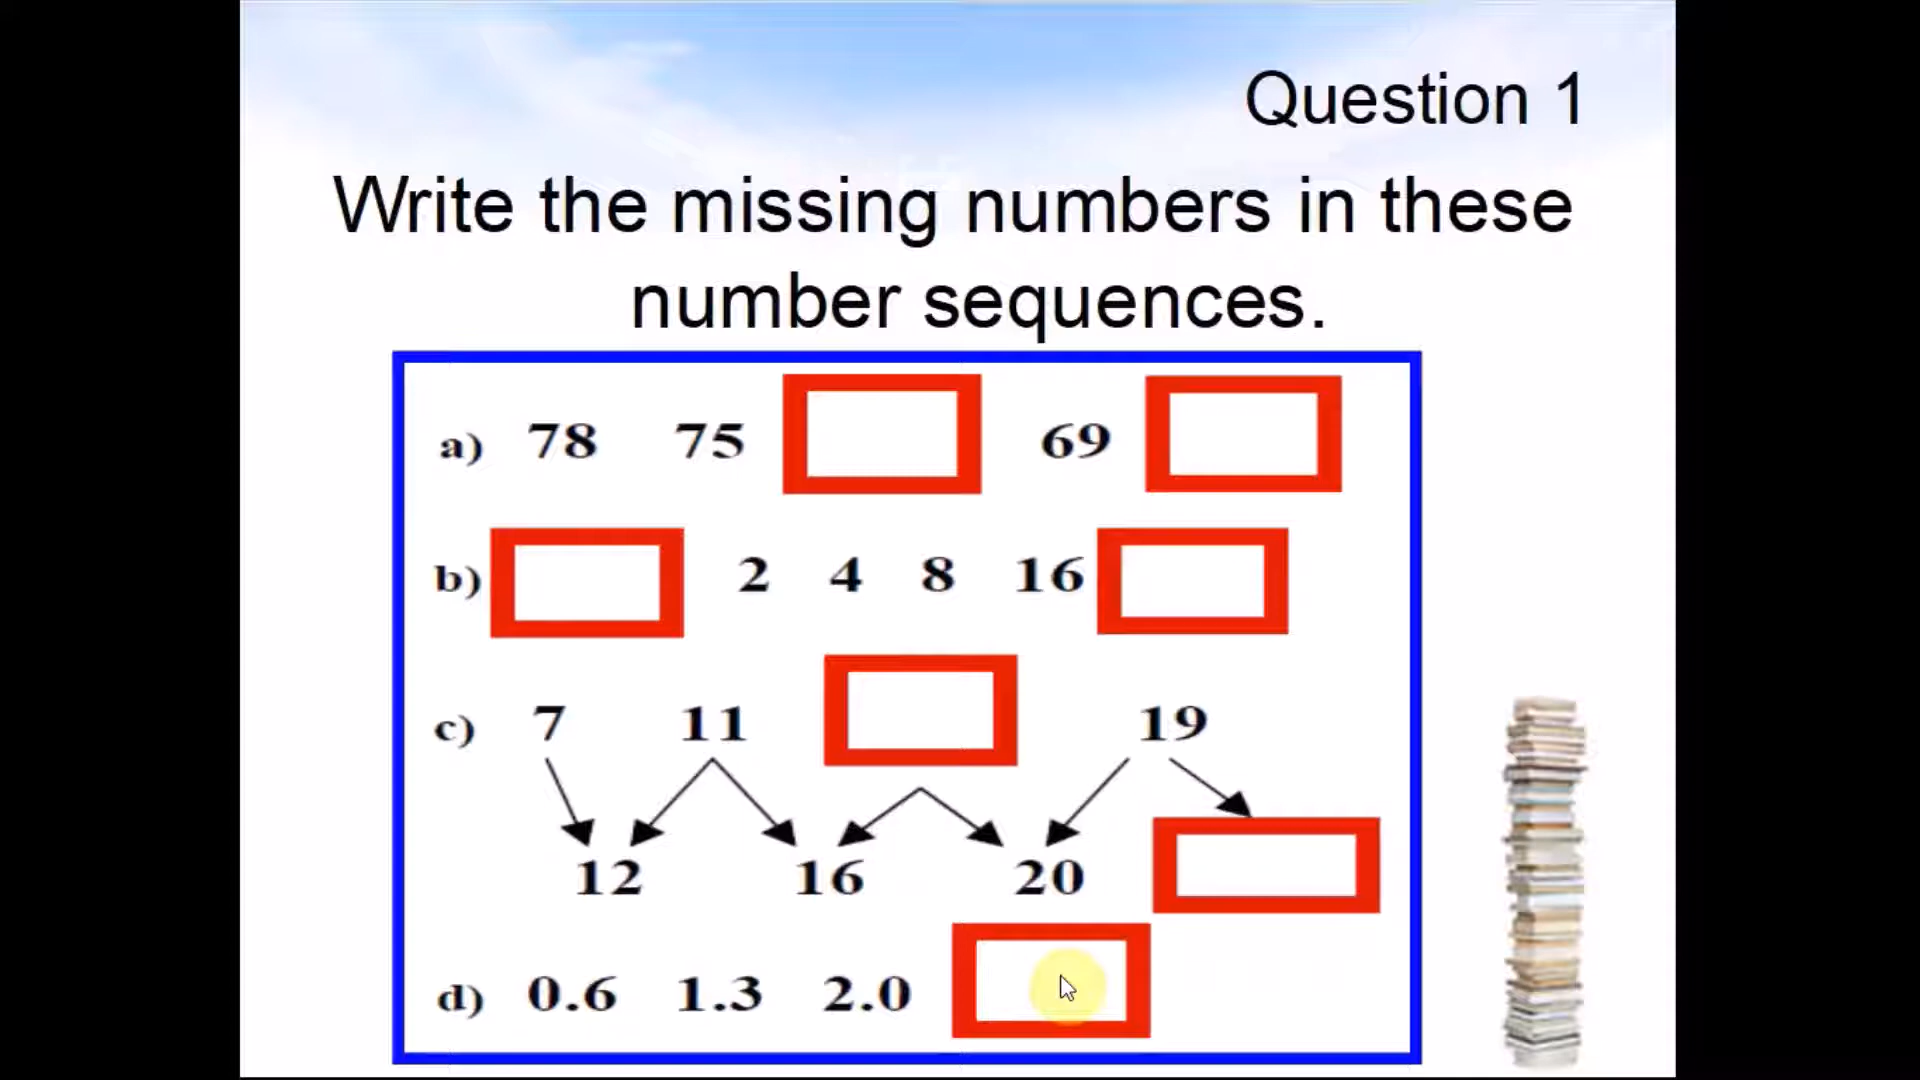 Question 1
Write the missing numbers in these
number sequences.
a) 78 75 69
b) 2 4 8 16
c) 7 11 19
12 16 20
d) 0.6 1.3 2.0